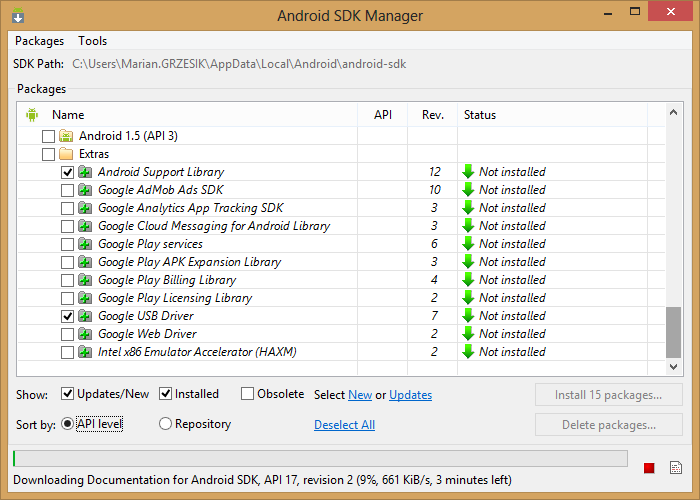 Android SDK Manager
Packages Tools
SDK Path: C:\Users\Marian.GRZESIK\AppData\Local\Android\android-sdk
Packages
Name API Rev. Status
Android 1.5 (API 3)
Extras
Android Support Library 12 Not installed
Google AdMob Ads SDK 10 Not installed
Google Analytics App Tracking SDK 3 Not installed
Google Cloud Messaging for Android Library 3 Not installed
Google Play services 6 Not installed
Google Play APK Expansion Library 3 Not installed
Google Play Billing Library 4 Not installed
Google Play Licensing Library 2 Not installed
Google USB Driver 7 Not installed
Google Web Driver 2 Not installed
Intel x86 Emulator Accelerator (HAXM) 2 Not installed
Show: Updates/New Installed Obsolete Select New or Updates Install 15 packages...
Sort by: API level Repository Deselect All Delete packages...
Downloading Documentation for Android SDK, API 17, revision 2 (9%, 661 KiB/s, 3 minutes left)